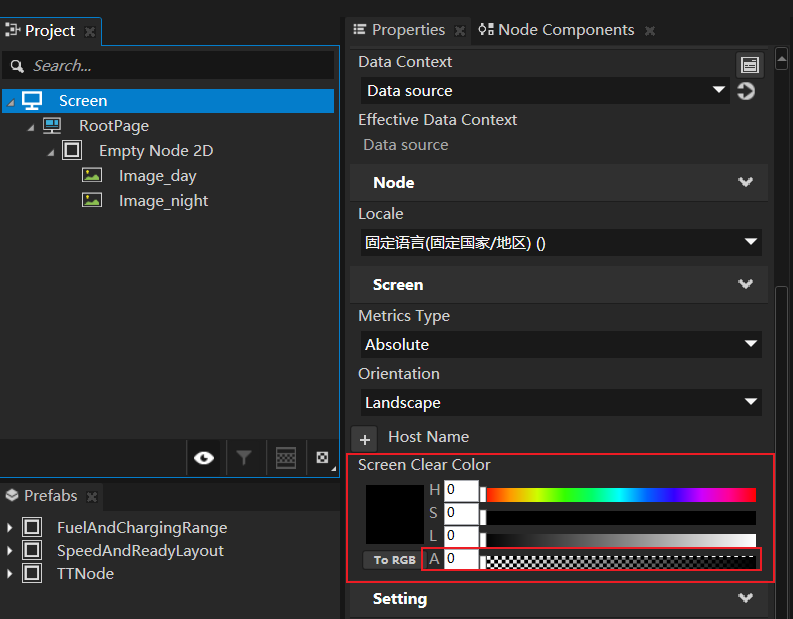 Project
Search...
Screen
RootPage
Empty Node 2D
Image_day
Image_night
Prefabs
FuelAndChargingRange
SpeedAndReadyLayout
TTNode
Properties
Node Components
Data Context
Data source
Effective Data Context
Data source
Node
Locale
固定语言(固定国家/地区) ()
Screen
Metrics Type
Absolute
Orientation
Landscape
+ Host Name
Screen Clear Color
H 0
S 0
L 0
To RGB A 0
Setting